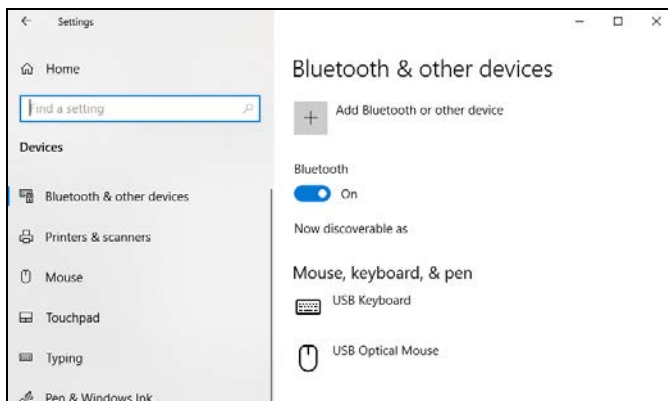 Settings
Home
Find a setting
Devices
Bluetooth & other devices
Printers & scanners
Mouse
Touchpad
Typing
Pen & Windows Ink
Bluetooth & other devices
Add Bluetooth or other device
Bluetooth
On
Now discoverable as
Mouse, keyboard, & pen
USB Keyboard
USB Optical Mouse